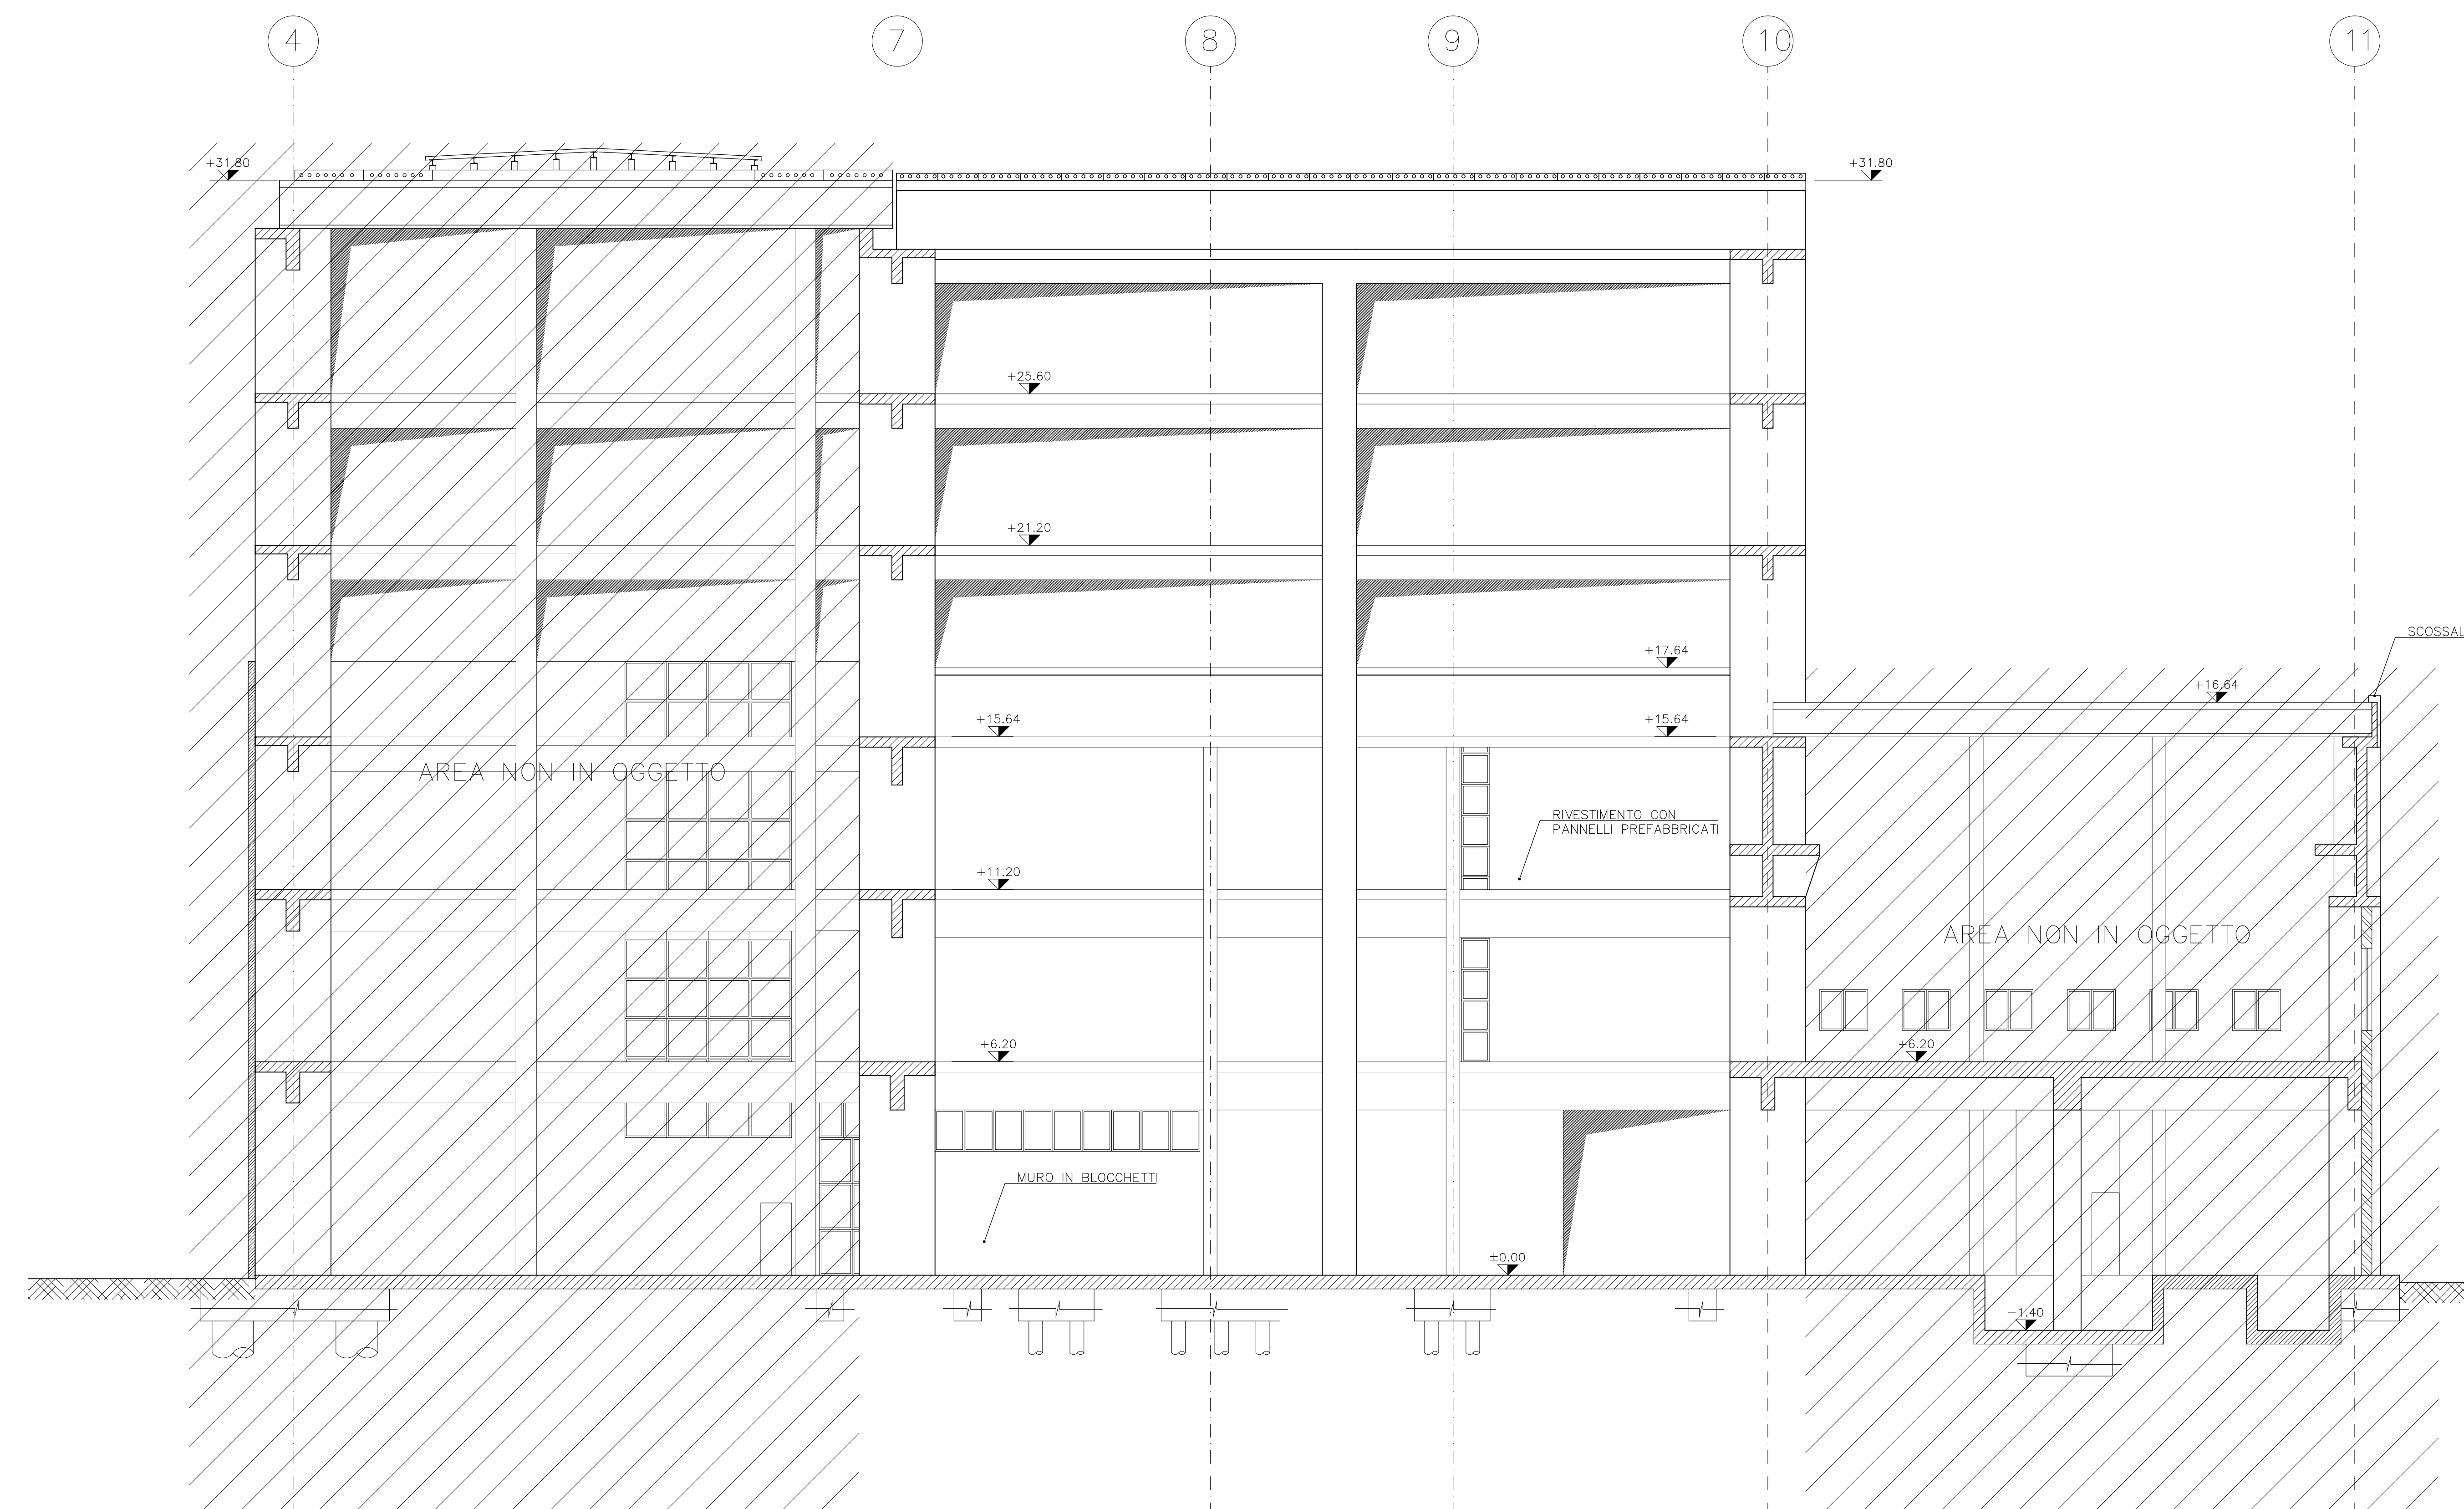 4 7 8 9 10 11
+31.80 +31.80
+25.60
+21.20
SCOSSAL
+17.64
+16.64
+15.64 +15.64
AREA NON IN OGGETTO
RIVESTIMENTO CON
PANNELLI PREFABBRICATI
+11.20
AREA NON IN OGGETTO
+6.20 +6.20
MURO IN BLOCCHETTI
±0.00
-1.40